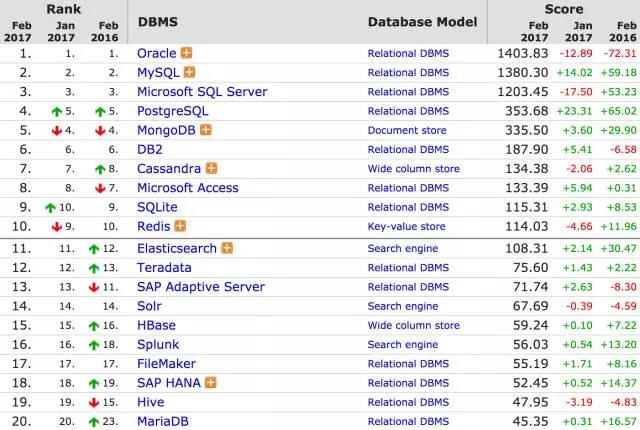 Rank DBMS Database Model Score
Feb 2017 Jan 2017 Feb 2016 Feb 2017 Jan 2017 Feb 2016
1. 1. 1. Oracle Relational DBMS 1403.83 -12.89 -72.31
2. 2. 2. MySQL Relational DBMS 1380.30 +14.02 +59.18
3. 3. 3. Microsoft SQL Server Relational DBMS 1203.45 -17.50 +53.23
4. 5. 5. PostgreSQL Relational DBMS 353.68 +23.31 +65.02
5. 4. 4. MongoDB Document store 335.50 +3.60 +29.90
6. 6. 6. DB2 Relational DBMS 187.90 +5.41 -6.58
7. 7. 8. Cassandra Wide column store 134.38 -2.06 +2.62
8. 8. 7. Microsoft Access Relational DBMS 133.39 +5.94 +0.31
9. 10. 9. SQLite Relational DBMS 115.31 +2.93 +8.53
10. 9. 10. Redis Key-value store 114.03 -4.66 +11.96
11. 11. 12. Elasticsearch Search engine 108.31 +2.14 +30.47
12. 12. 13. Teradata Relational DBMS 75.60 +1.43 +2.22
13. 13. 11. SAP Adaptive Server Relational DBMS 71.74 +2.63 -8.30
14. 14. 14. Solr Search engine 67.69 -0.39 -4.59
15. 15. 16. HBase Wide column store 59.24 +0.10 +7.22
16. 16. 18. Splunk Search engine 56.03 +0.54 +13.20
17. 17. 17. FileMaker Relational DBMS 55.19 +1.71 +8.16
18. 18. 19. SAP HANA Relational DBMS 52.45 +0.52 +14.37
19. 19. 15. Hive Relational DBMS 47.95 -3.19 -4.83
20. 20. 23. MariaDB Relational DBMS 45.35 +0.31 +16.57